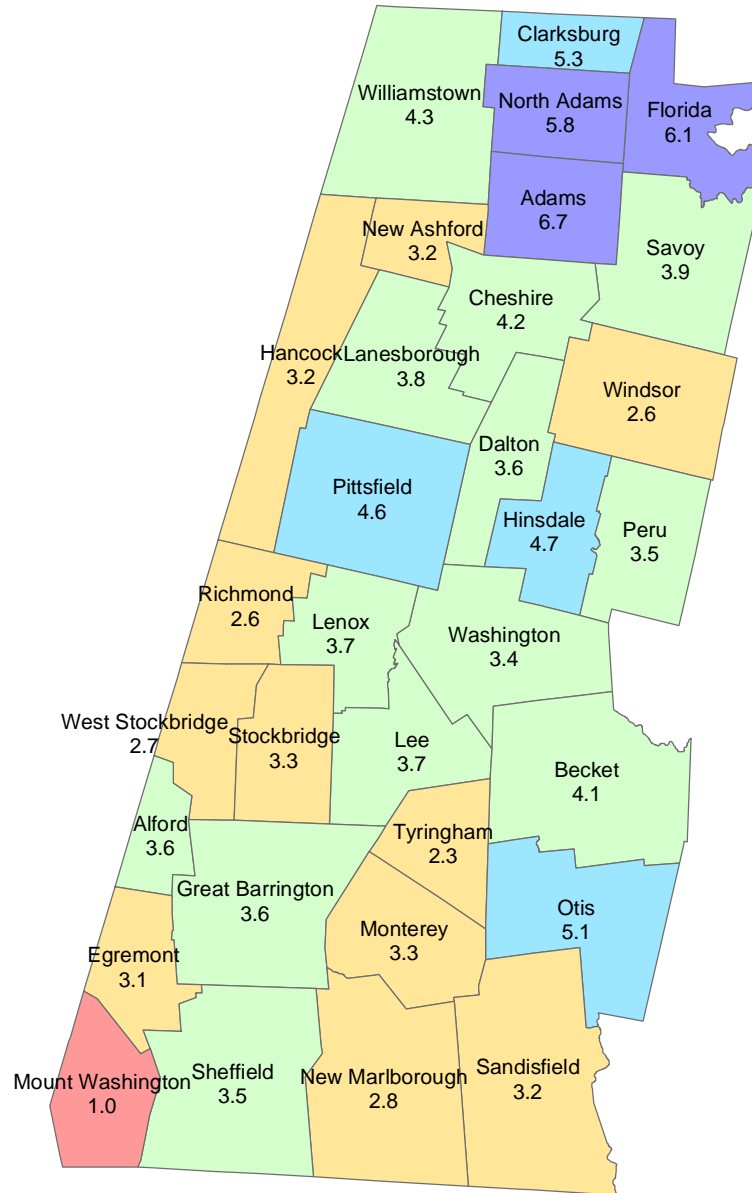 Clarksburg
5.3
Williamstown
4.3
North Adams
5.8
Florida
6.1
Adams
6.7
New Ashford
3.2
Savoy
3.9
Cheshire
4.2
Hancock
3.2
Lanesborough
3.8
Windsor
2.6
Dalton
3.6
Pittsfield
4.6
Hinsdale
4.7
Peru
3.5
Richmond
2.6
Lenox
3.7
Washington
3.4
West Stockbridge
2.7
Stockbridge
3.3
Lee
3.7
Becket
4.1
Alford
3.6
Tyringham
2.3
Great Barrington
3.6
Otis
5.1
Monterey
3.3
Egremont
3.1
Mount Washington
1.0
Sheffield
3.5
New Marlborough
2.8
Sandisfield
3.2